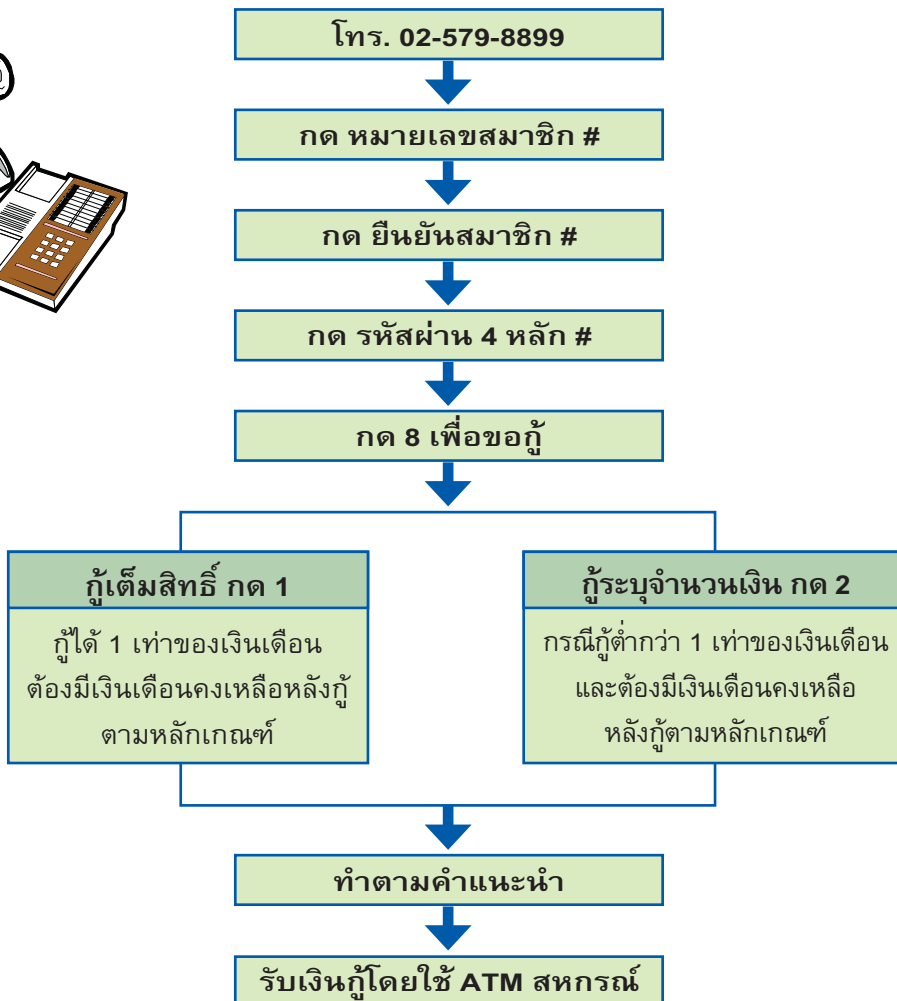 โทร. 02-579-8899
กด หมายเลขสมาชิก #
กด ยืนยันสมาชิก #
กด รหัสผ่าน 4 หลัก #
กด 8 เพื่อขอกู้
กู้เต็มสิทธิ์ กด 1
กู้ได้ 1 เท่าของเงินเดือน
ต้องมีเงินเดือนคงเหลือหลังกู้
ตามหลักเกณฑ์
กู้ระบุจำนวนเงิน กด 2
กรณีกู้ต่ำกว่า 1 เท่าของเงินเดือน
และต้องมีเงินเดือนคงเหลือ
หลังกู้ตามหลักเกณฑ์
ทำตามคำแนะนำ
รับเงินกู้โดยใช้ ATM สหกรณ์